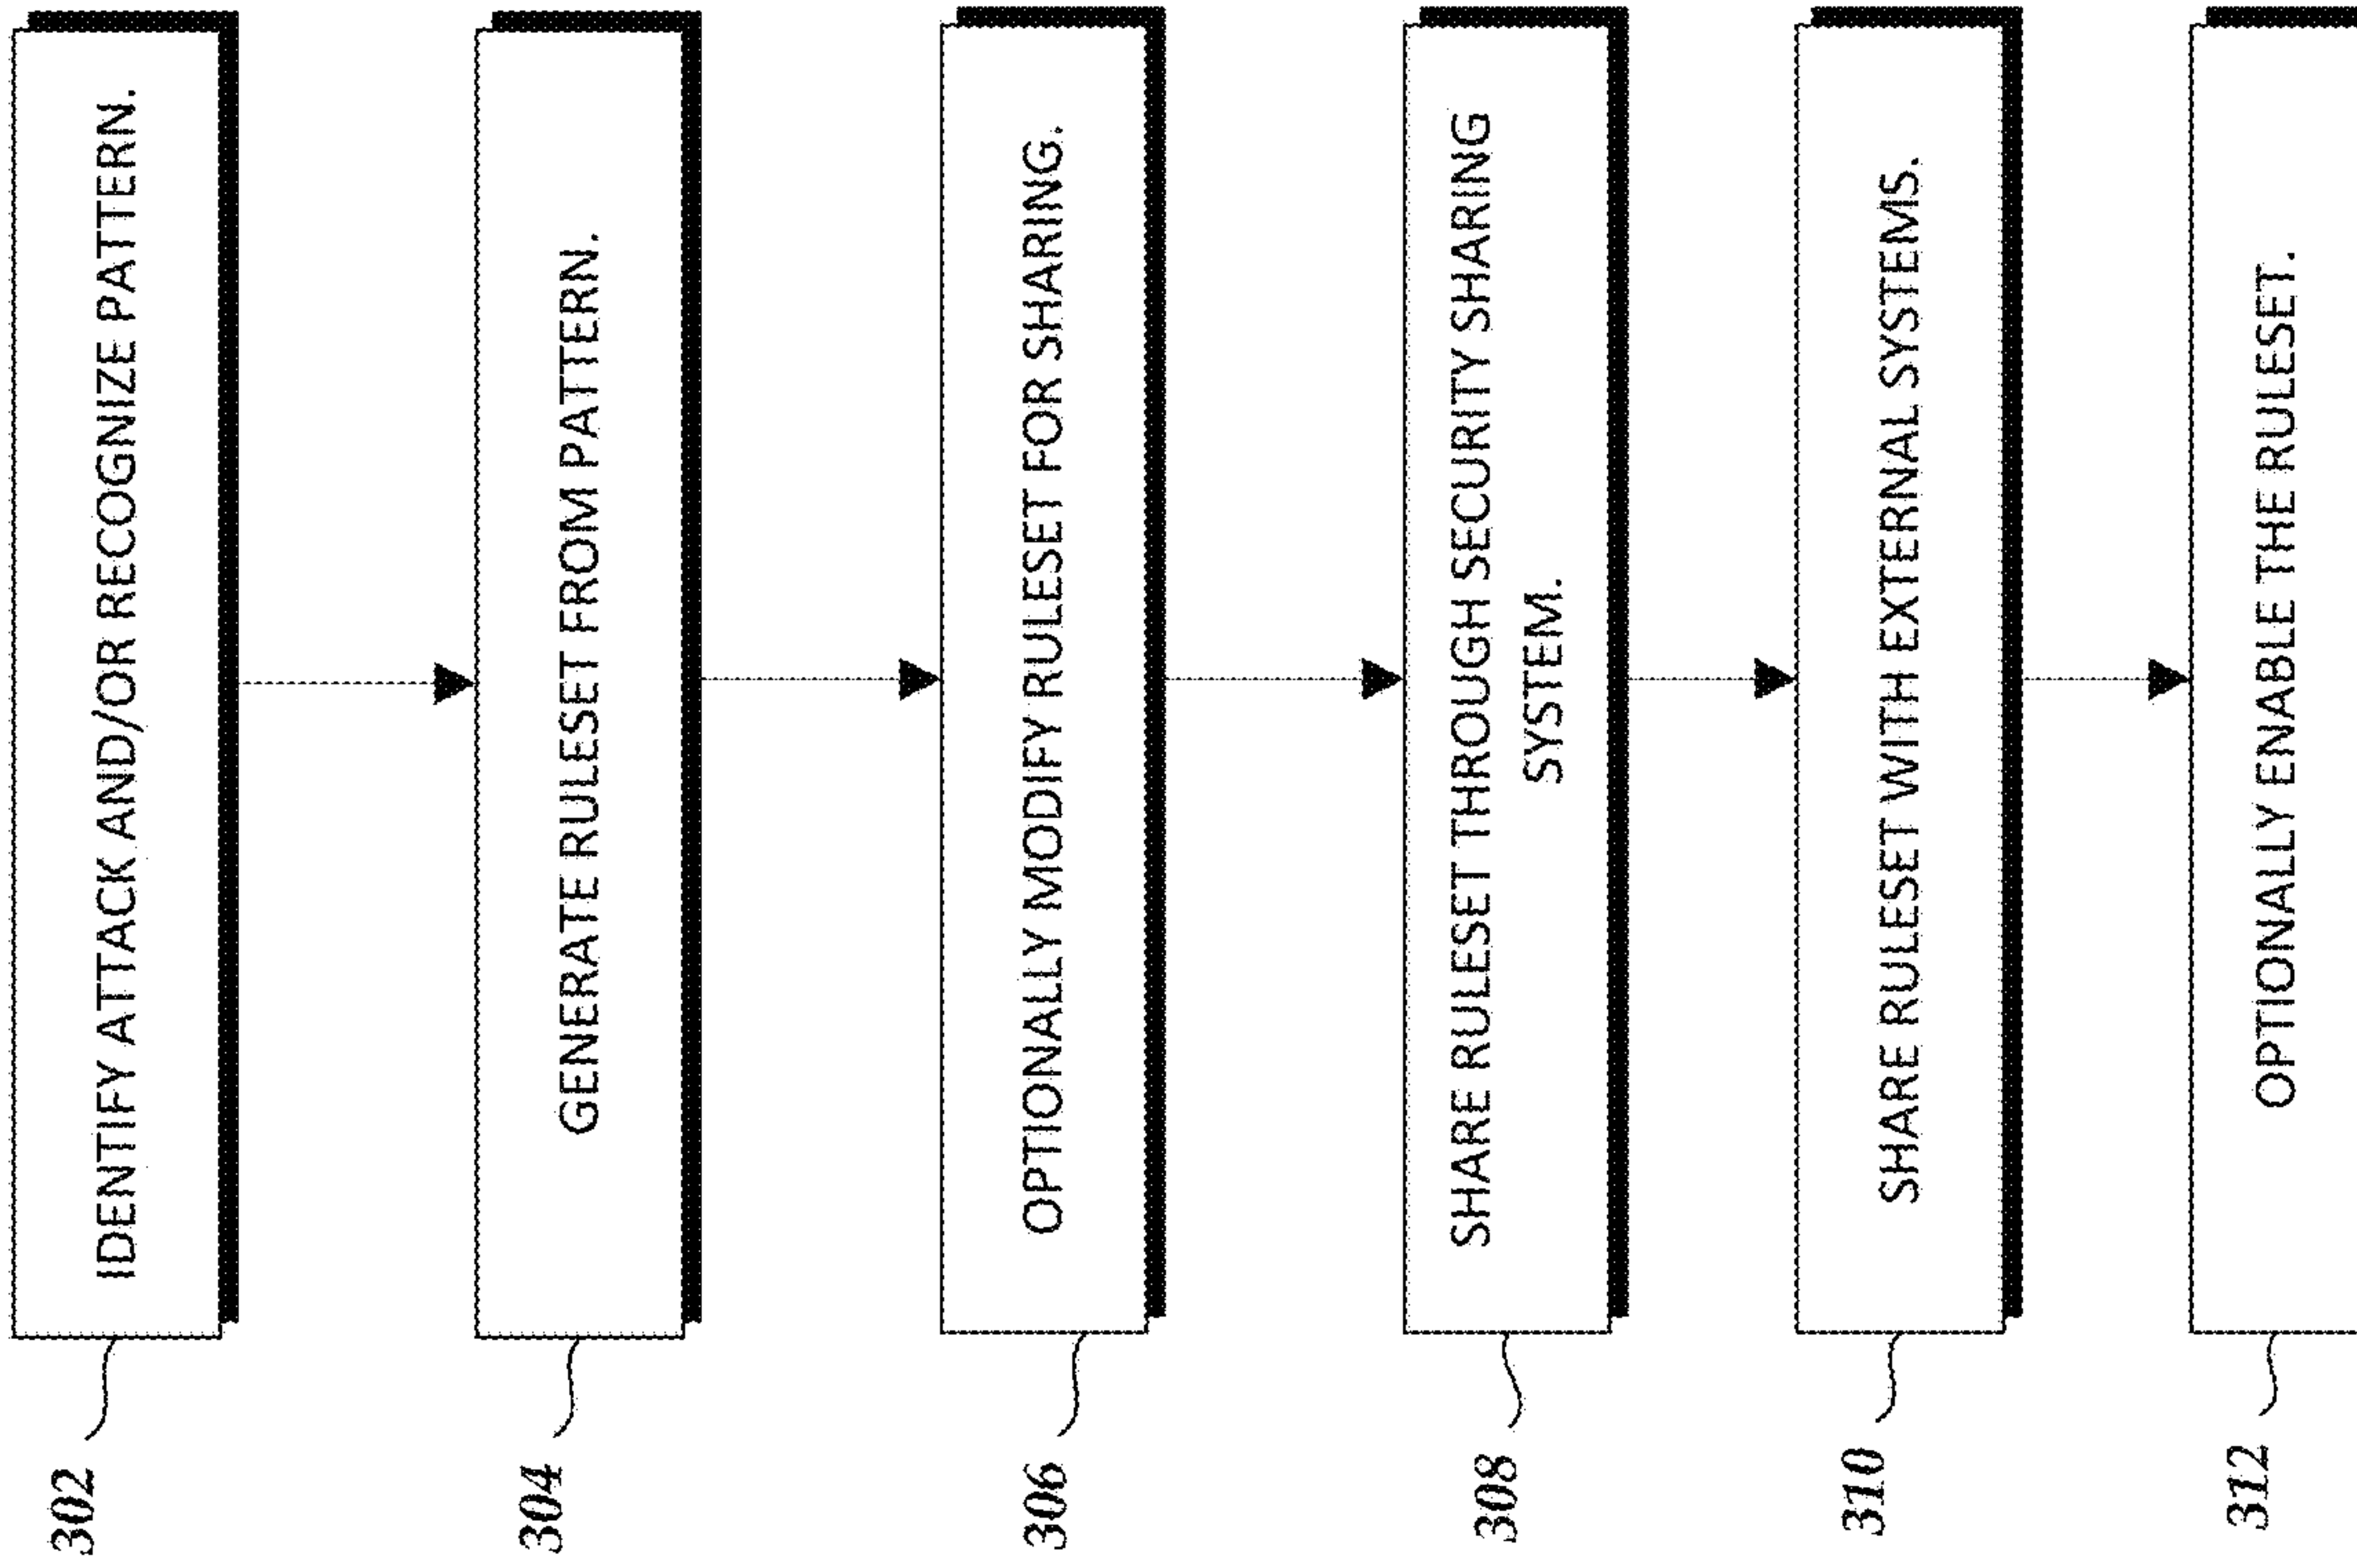 302
IDENTIFY ATTACK AND/OR RECOGNIZE PATTERN.
304
GENERATE RULESET FROM PATTERN.
306
OPTIONALLY MODIFY RULESET FOR SHARING.
308
SHARE RULESET THROUGH SECURITY SHARING
SYSTEM.
310
SHARE RULESET WITH EXTERNAL SYSTEMS.
312
OPTIONALLY ENABLE THE RULESET.